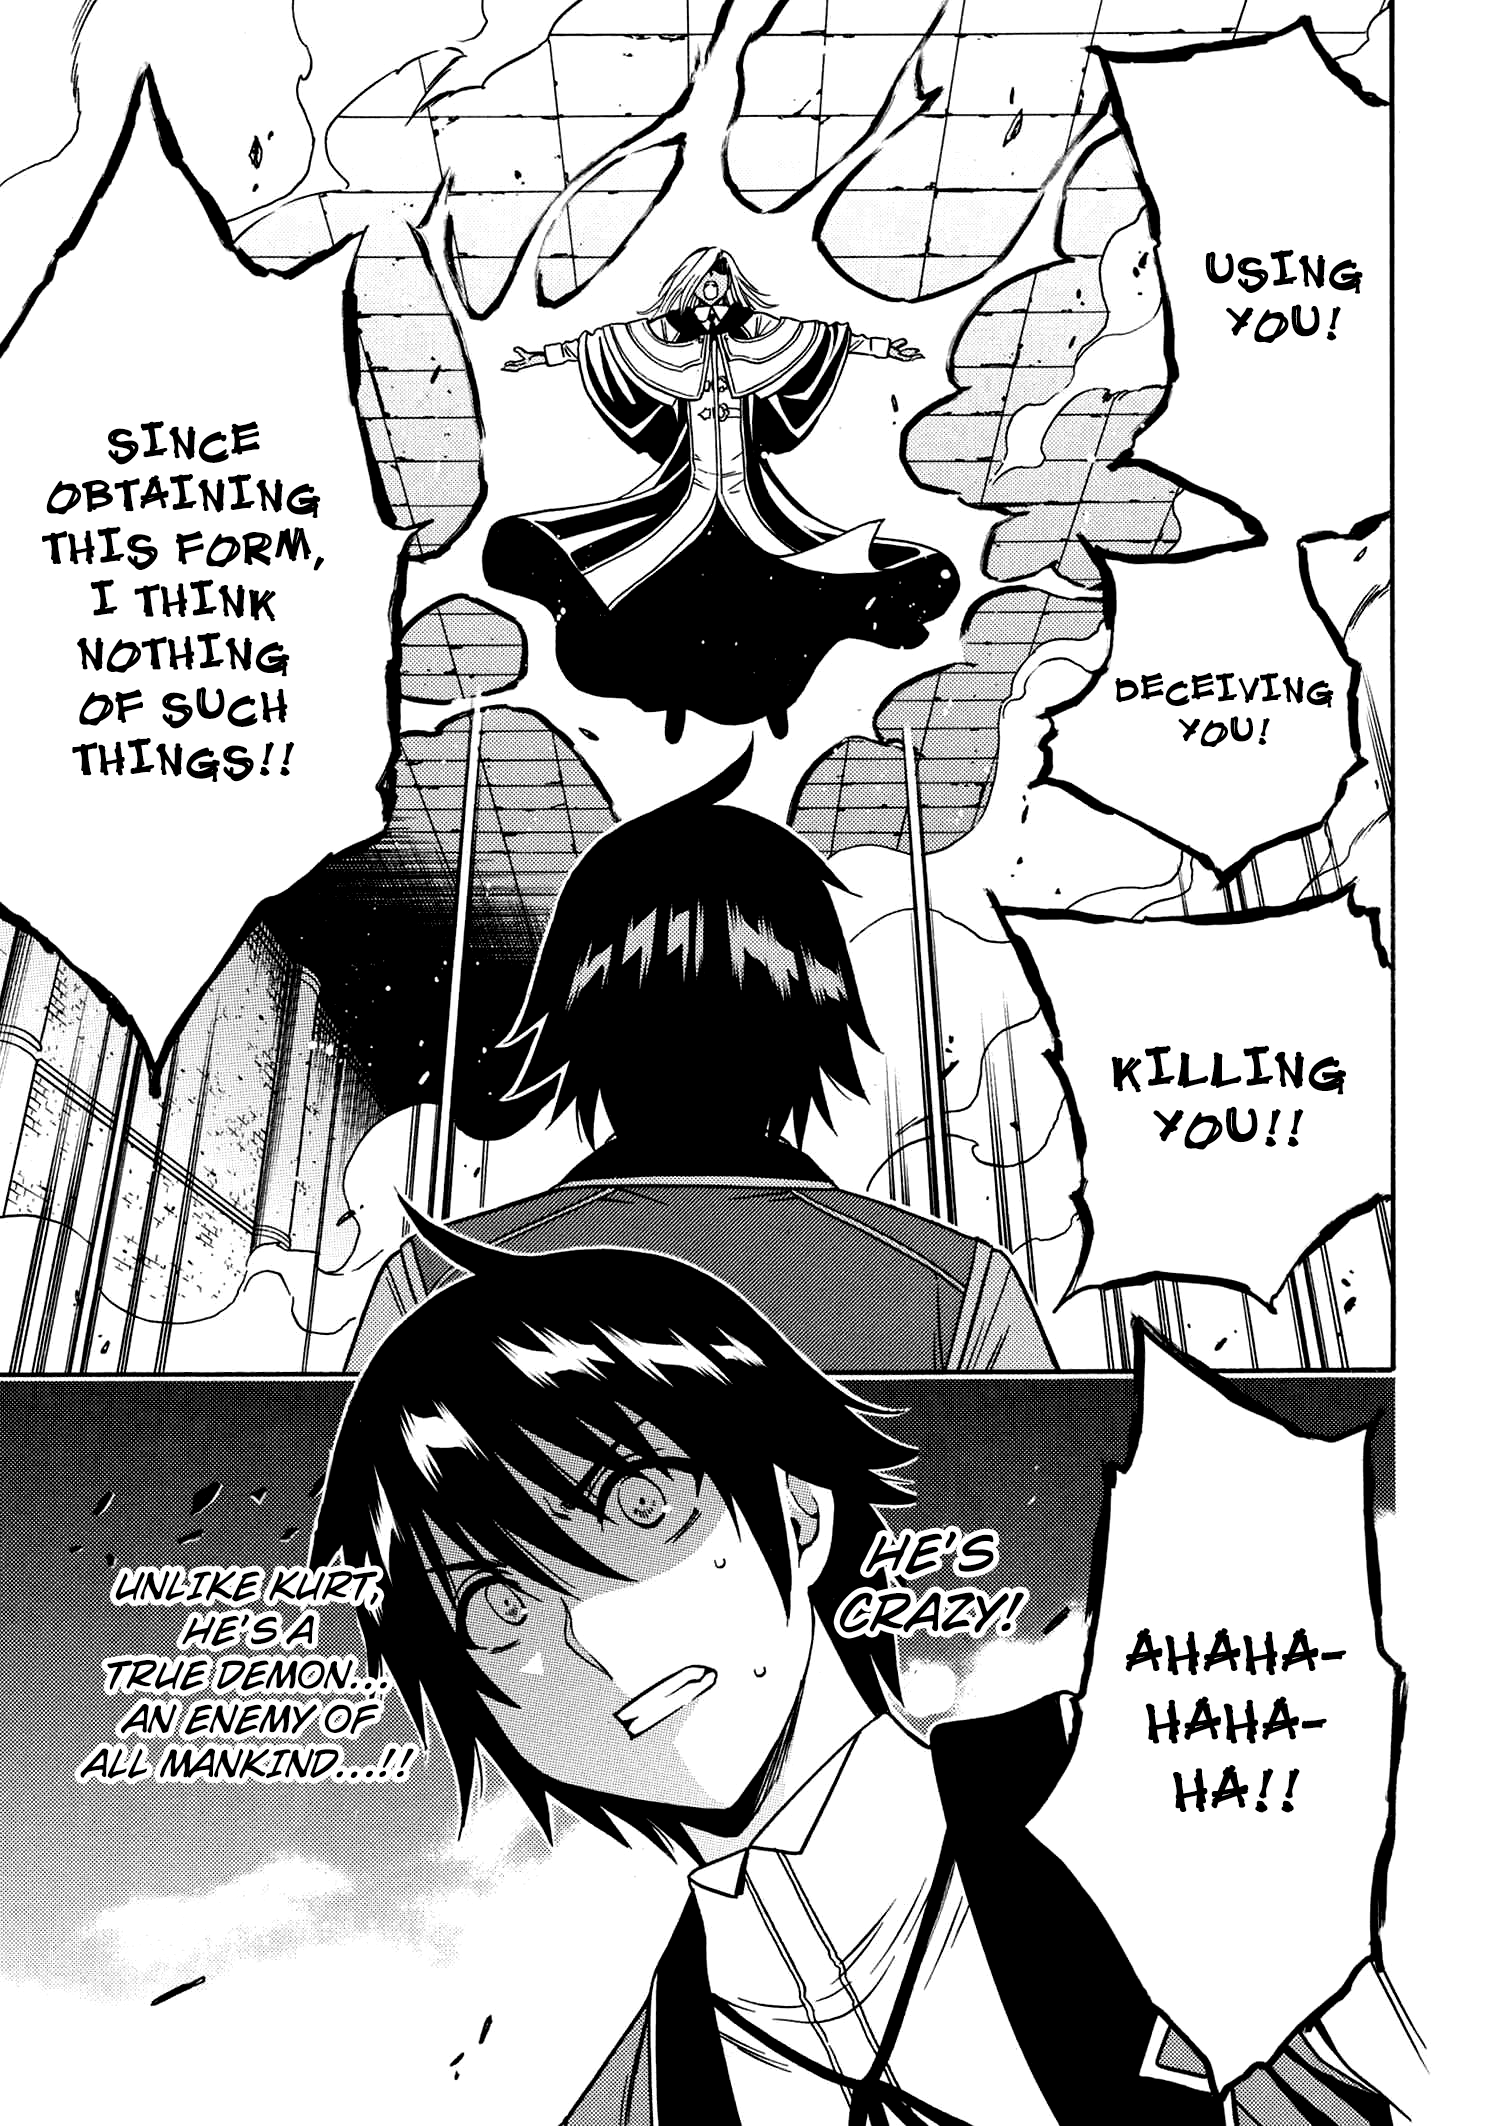 USING
YOU!
DECEIVING
YOU!
KILLING
YOU!!
SINCE
OBTAINING
THIS FORM,
I THINK
NOTHING
OF SUCH
THINGS!!
AHAHA-
HAHA-
HA!!
HE'S
CRAZY!
UNLIKE KURT,
HE'S A
TRUE DEMON...
AN ENEMY OF
ALL MANKIND...!!